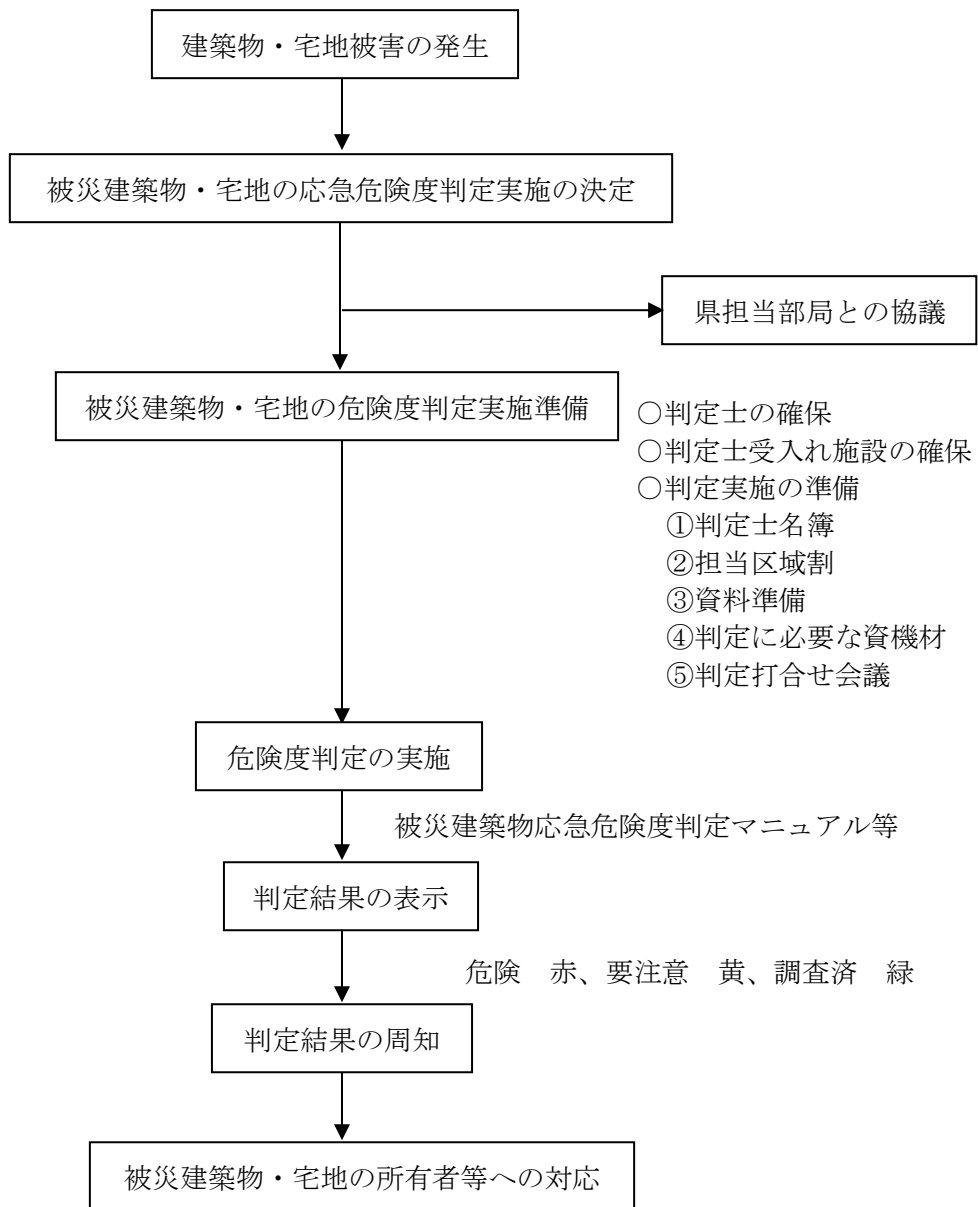 建築物・宅地被害の発生
被災建築物・宅地の応急危険度判定実施の決定
県担当部局との協議
被災建築物・宅地の危険度判定実施準備
○判定士の確保
○判定士受入れ施設の確保
○判定実施の準備
①判定士名簿
②担当区域割
③資料準備
④判定に必要な資機材
⑤判定打合せ会議
危険度判定の実施
被災建築物応急危険度判定マニュアル等
判定結果の表示
危険　赤、要注意　黄、調査済　緑
判定結果の周知
被災建築物・宅地の所有者等への対応